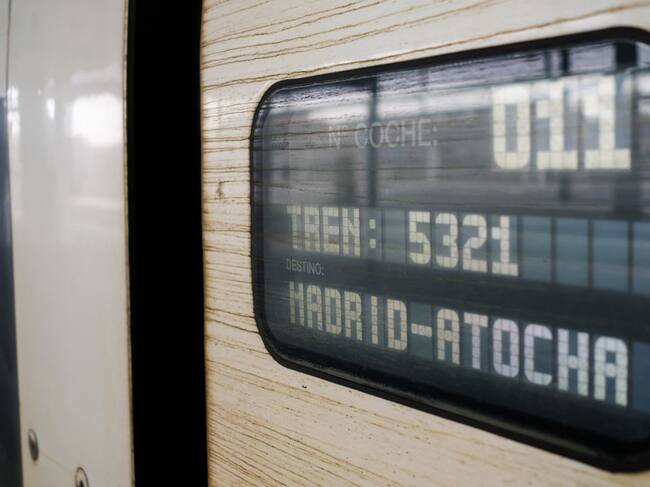 Nº COCHE: 011
TREN: 5321
DESTINO:
MADRID-ATOCHA